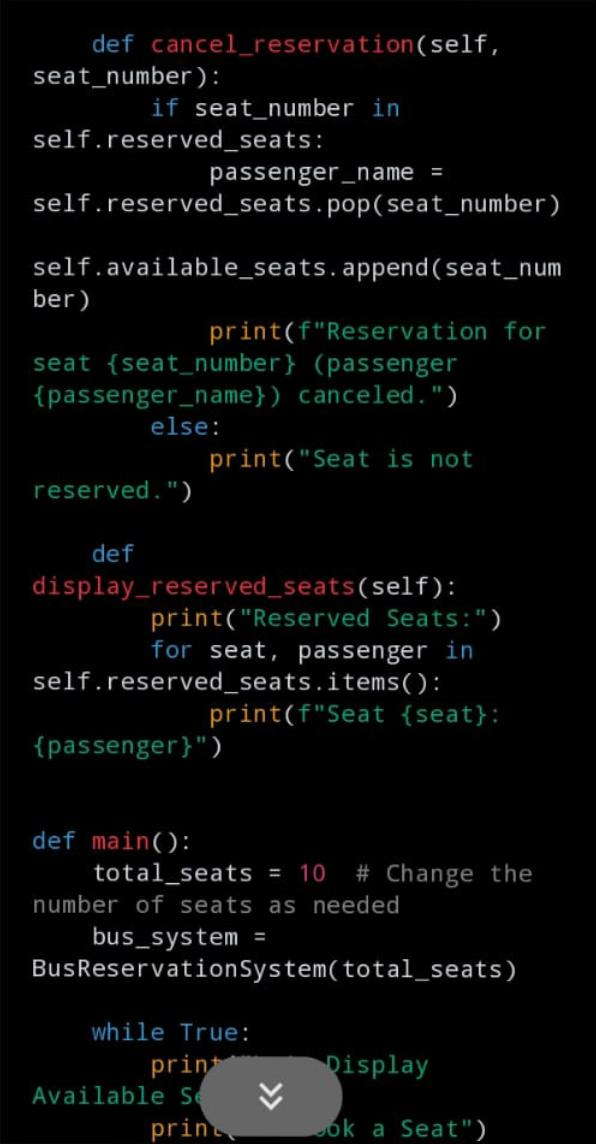 def cancel_reservation(self,
seat_number):
if seat_number in
self.reserved_seats:
passenger_name =
self.reserved_seats.pop(seat_number)
self.available_seats.append(seat_num
ber)
print(f"Reservation for
seat {seat_number} (passenger
{passenger_name}) canceled.")
else:
print("Seat is not
reserved.")
def
display_reserved_seats(self):
print("Reserved Seats:")
for seat, passenger in
self.reserved_seats.items():
print(f"Seat {seat}:
{passenger}")
def main():
total_seats = 10  # Change the
number of seats as needed
bus_system =
BusReservationSystem(total_seats)
while True:
print Display
Available
a Seat")